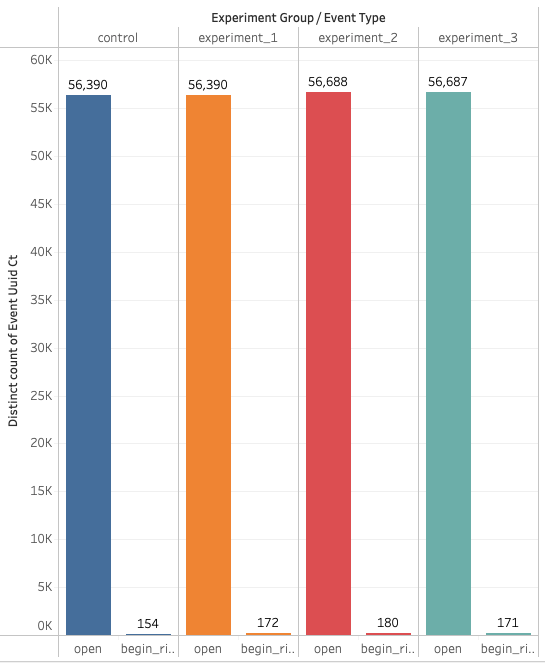 Experiment Group / Event Type
control experiment_1 experiment_2 experiment_3
60K
55K
50K
45K
40K
35K
30K
25K
20K
15K
10K
5K
0K
Distinct count of Event Uuid Ct
56,390 56,390 56,688 56,687
154 172 180 171
open begin_ri.. open begin_ri.. open begin_ri.. open begin_ri..